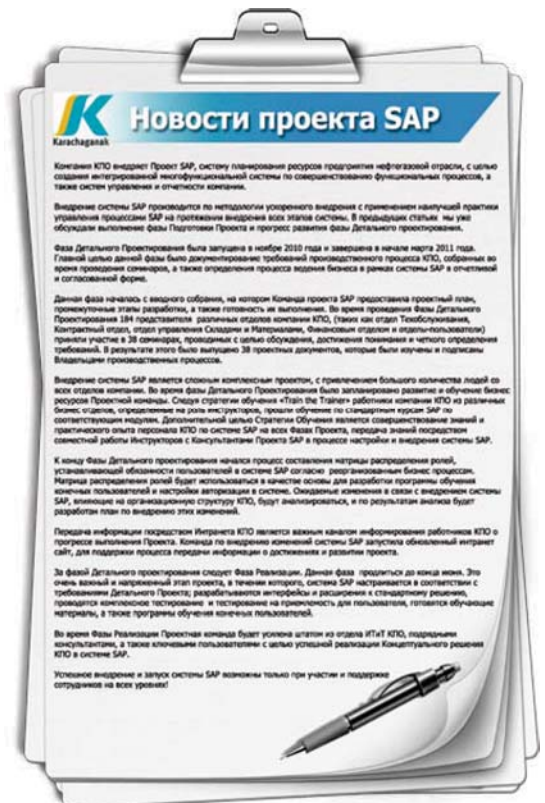 Karachaganak
Новости проекта SAP
Компания КПО внедряет Проект SAP, систему планирования ресурсов предприятия нефтегазовой отрасли, с целью
создания интегрированной многофункциональной системы по совершенствованию функциональных процессов, а
также систем управления и отчетности компании.
Внедрение системы SAP производится по методологии ускоренного внедрения с применением наилучшей практики
управления процессами SAP на протяжении внедрения всех этапов системы. В предыдущих статьях мы уже
обсуждали выполнение фазы Подготовки Проекта и прогресс развития фазы Детального проектирования.
Фаза Детального Проектирования была запущена в ноябре 2010 года и завершена в начале марта 2011 года.
Главной целью данной фазы было документирование требований производственного процесса КПО, собранных во
время проведения семинаров, а также определения процесса ведения бизнеса в рамках системы SAP в отчетливой
и согласованной форме.
Данная фаза началась с вводного собрания, на котором Команда проекта SAP предоставила проектный план,
промежуточные этапы разработки, а также готовность их выполнения. Во время проведения Фазы Детального
Проектирования 184 представителя различных отделов компании КПО, (таких как отдел Техобслуживания,
Контрактный отдел, отдел управления Складами и Материалами, Финансовым отделом и отделы-пользователи)
приняли участие в 38 семинарах, проводимых с целью обсуждения, достижения понимания и четкого определения
требований. В результате этого было выпущено 38 проектных документов, которые были изучены и подписаны
Владельцами производственных процессов.
Внедрение системы SAP является сложным комплексным проектом, с привлечением большого количества людей со
всех отделов компании. Во время фазы Детального Проектирования было запланировано развитие и обучение бизнес
ресурсов Проектной команды. Следуя стратегии обучения «Train the Trainer» работники компании КПО из различных
бизнес отделов, определенные на роль инструкторов, прошли обучение по стандартным курсам SAP по
соответствующим модулям. Дополнительной целью Стратегии Обучения является совершенствование знаний и
практического опыта персонала КПО по системе SAP на всех Фазах Проекта, передача знаний посредством
совместной работы Инструкторов с Консультантами Проекта SAP в процессе настройки и внедрения системы SAP.
К концу Фазы Детального проектирования начался процесс составления матрицы распределения ролей,
устанавливающей обязанности пользователей в системе SAP согласно реорганизованным бизнес процессам.
Матрица распределения ролей будет использоваться в качестве основы для разработки программы обучения
конечных пользователей и настройки авторизации в системе. Ожидаемые изменения в связи с внедрением системы
SAP, влияющие на организационную структуру КПО, будут анализироваться, и по результатам анализа будет
разработан план по внедрению этих изменений.
Передача информации посредством Интранета КПО является важным каналом информирования работников КПО о
прогрессе выполнения Проекта. Команда по внедрению изменений системы SAP запустила обновленный интранет
сайт, для поддержки процесса передачи информации о достижениях и развитии проекта.
За фазой Детального проектирования следует Фаза Реализации. Данная фаза продлиться до конца июня. Это
очень важный и напряженный этап проекта, в течении которого, система SAP настраивается в соответствии с
требованиями Детального Проекта; разрабатываются интерфейсы и расширения к стандартному решению,
проводятся комплексное тестирование и тестирование на приемлемость для пользователя, готовятся обучающие
материалы, а также программы обучения конечных пользователей.
Во время Фазы Реализации Проектная команда будет усилена штатом из отдела ИТиТ КПО, подрядными
консультантами, а также ключевыми пользователями с целью успешной реализации Концептуального решения
КПО в системе SAP.
Успешное внедрение и запуск системы SAP возможны только при участии и поддержке
сотрудников на всех уровнях!